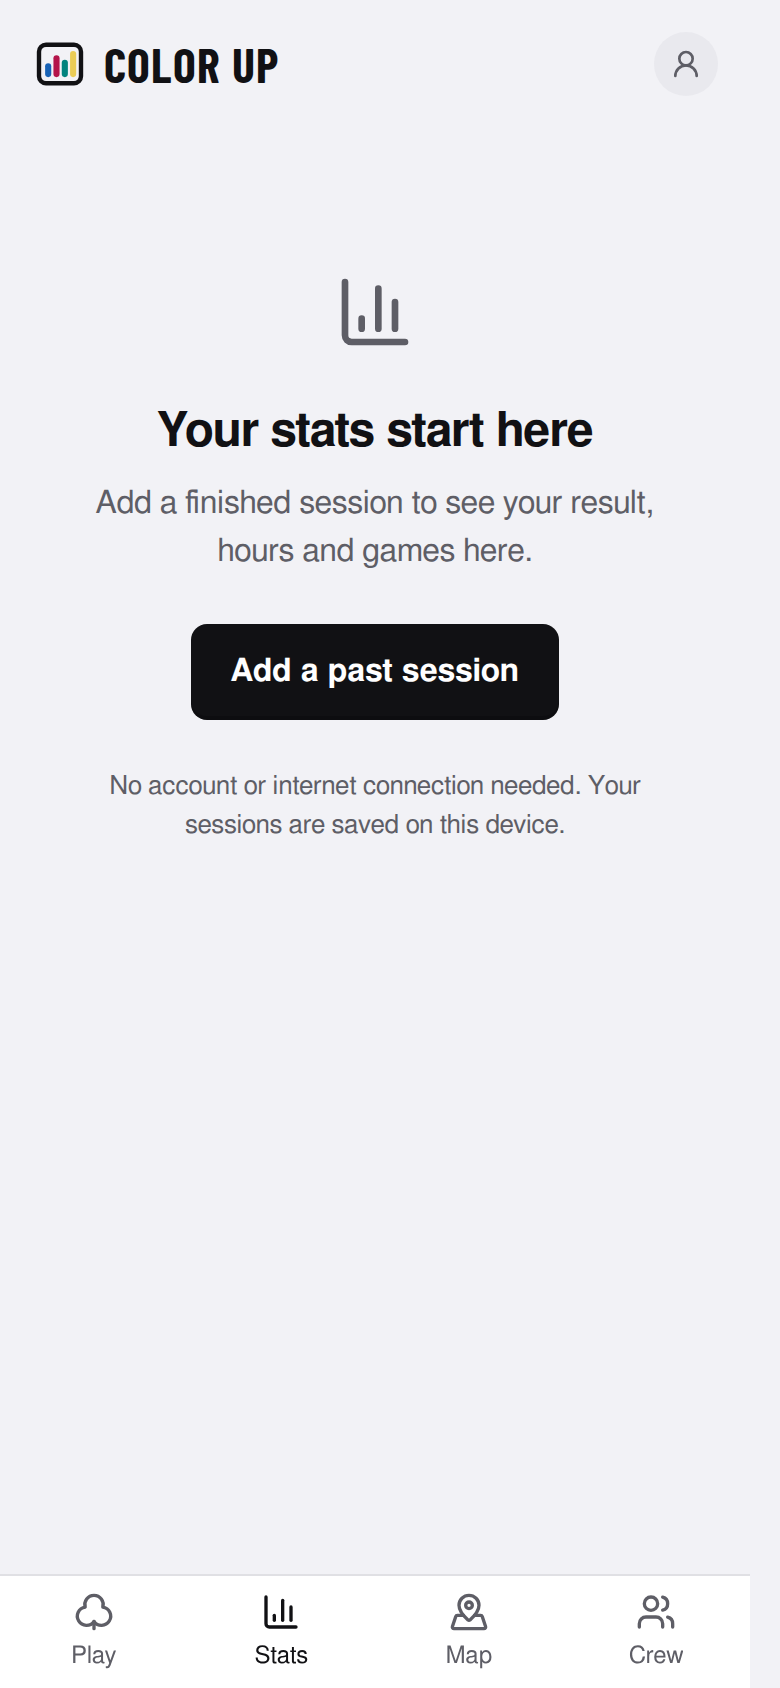 COLOR UP
Your stats start here
Add a finished session to see your result,
hours and games here.
Add a past session
No account or internet connection needed. Your
sessions are saved on this device.
Play
Stats
Map
Crew